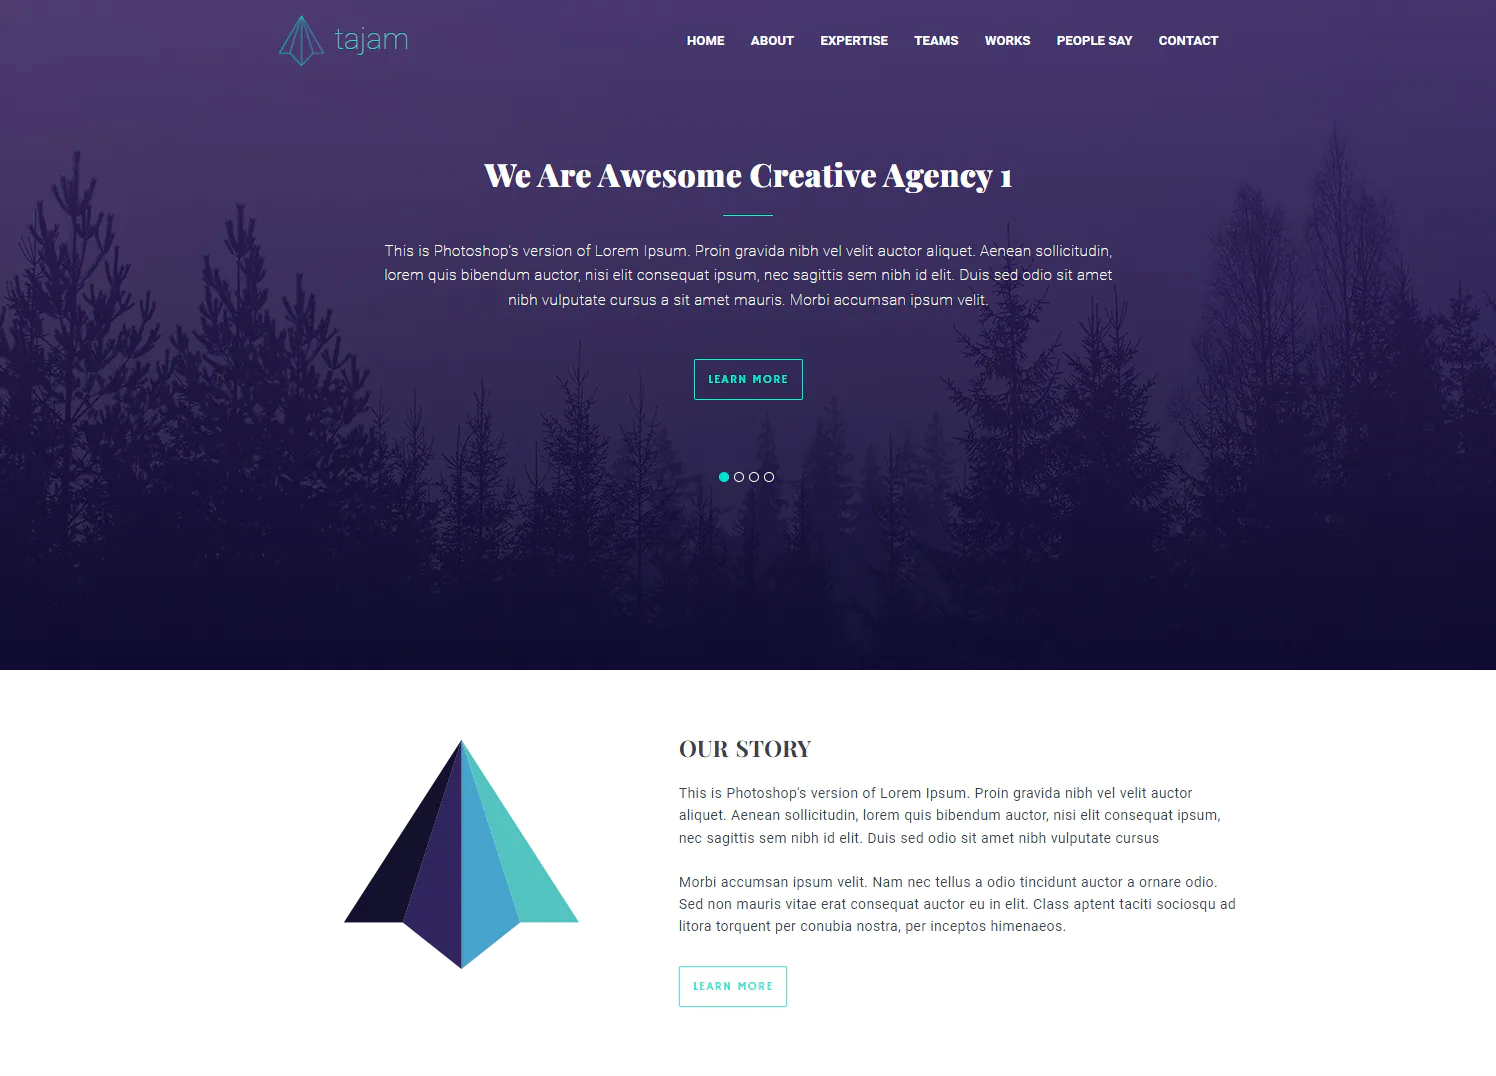 tajam
HOME ABOUT EXPERTISE TEAMS WORKS PEOPLE SAY CONTACT
We Are Awesome Creative Agency 1
This is Photoshop's version of Lorem Ipsum. Proin gravida nibh vel velit auctor aliquet. Aenean sollicitudin,
lorem quis bibendum auctor, nisi elit consequat ipsum, nec sagittis sem nibh id elit. Duis sed odio sit amet
nibh vulputate cursus a sit amet mauris. Morbi accumsan ipsum velit.
LEARN MORE
OUR STORY
This is Photoshop's version of Lorem Ipsum. Proin gravida nibh vel velit auctor
aliquet. Aenean sollicitudin, lorem quis bibendum auctor, nisi elit consequat ipsum,
nec sagittis sem nibh id elit. Duis sed odio sit amet nibh vulputate cursus
Morbi accumsan ipsum velit. Nam nec tellus a odio tincidunt auctor a ornare odio.
Sed non mauris vitae erat consequat auctor eu in elit. Class aptent taciti sociosqu ad
litora torquent per conubia nostra, per inceptos himenaeos.
LEARN MORE